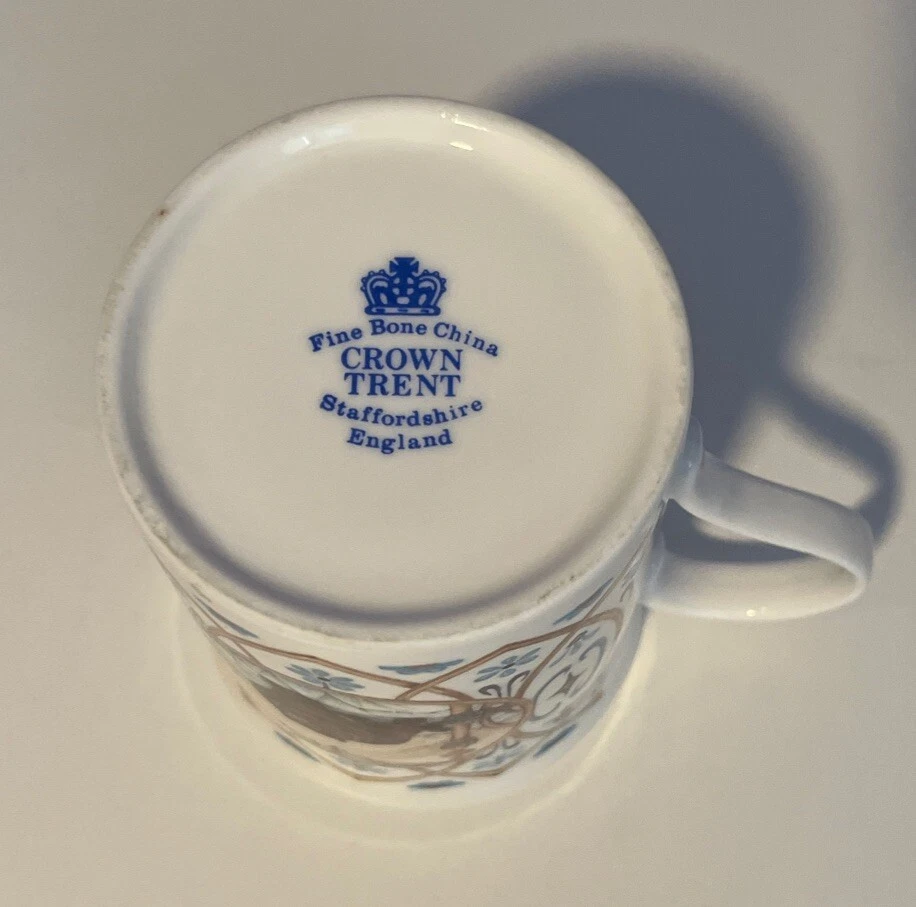 Fine Bone China
CROWN
TRENT
Staffordshire
England